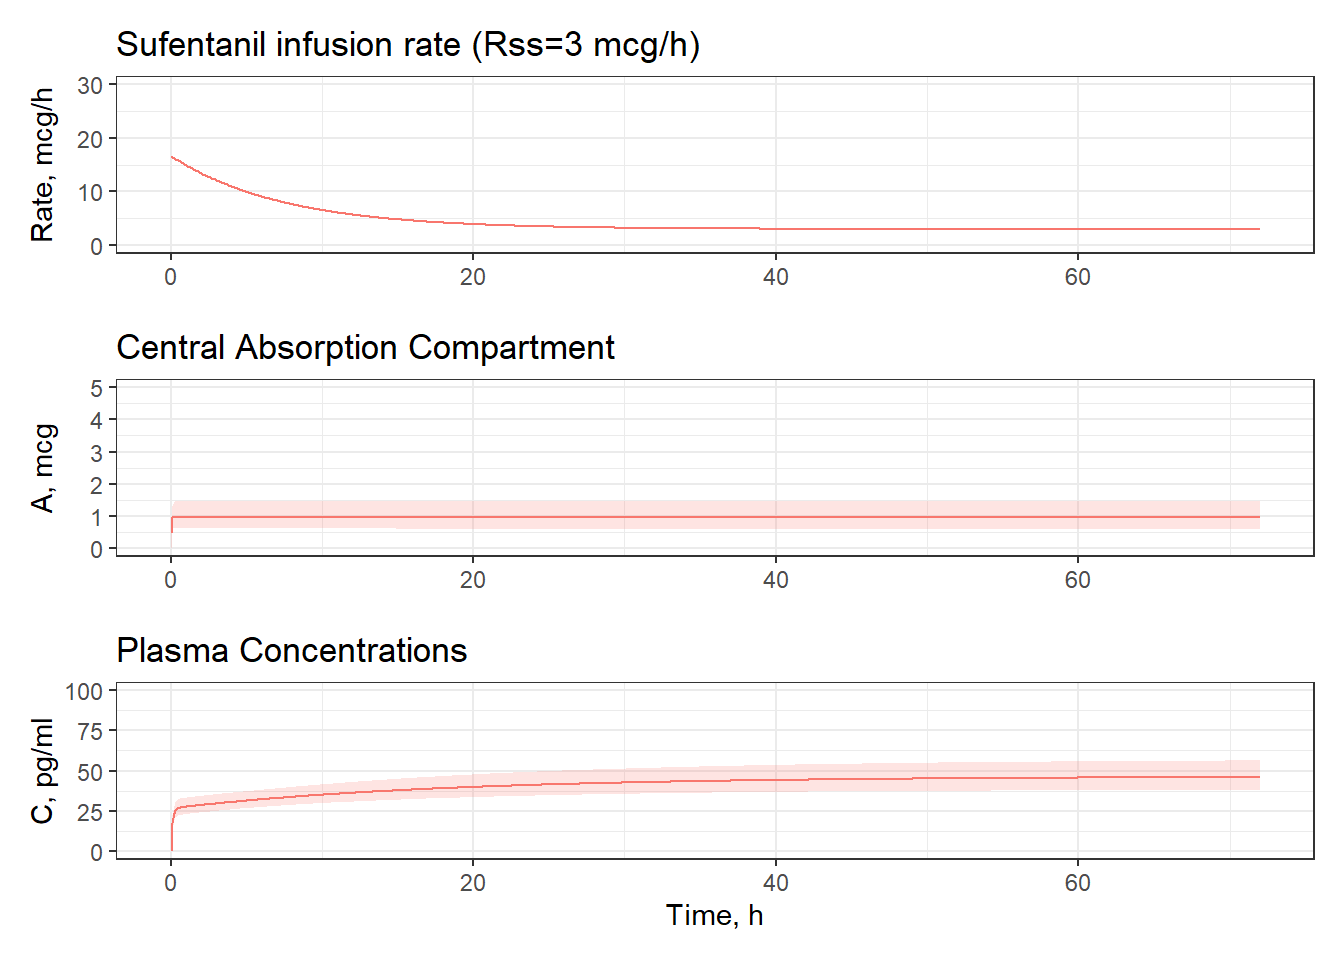 Sufentanil infusion rate (Rss=3 mcg/h)
30
20
10
0
Rate, mcg/h
0 20 40 60
Central Absorption Compartment
5
4
3
2
1
0
A, mcg
0 20 40 60
Plasma Concentrations
100
75
50
25
0
C, pg/ml
0 20 40 60
Time, h